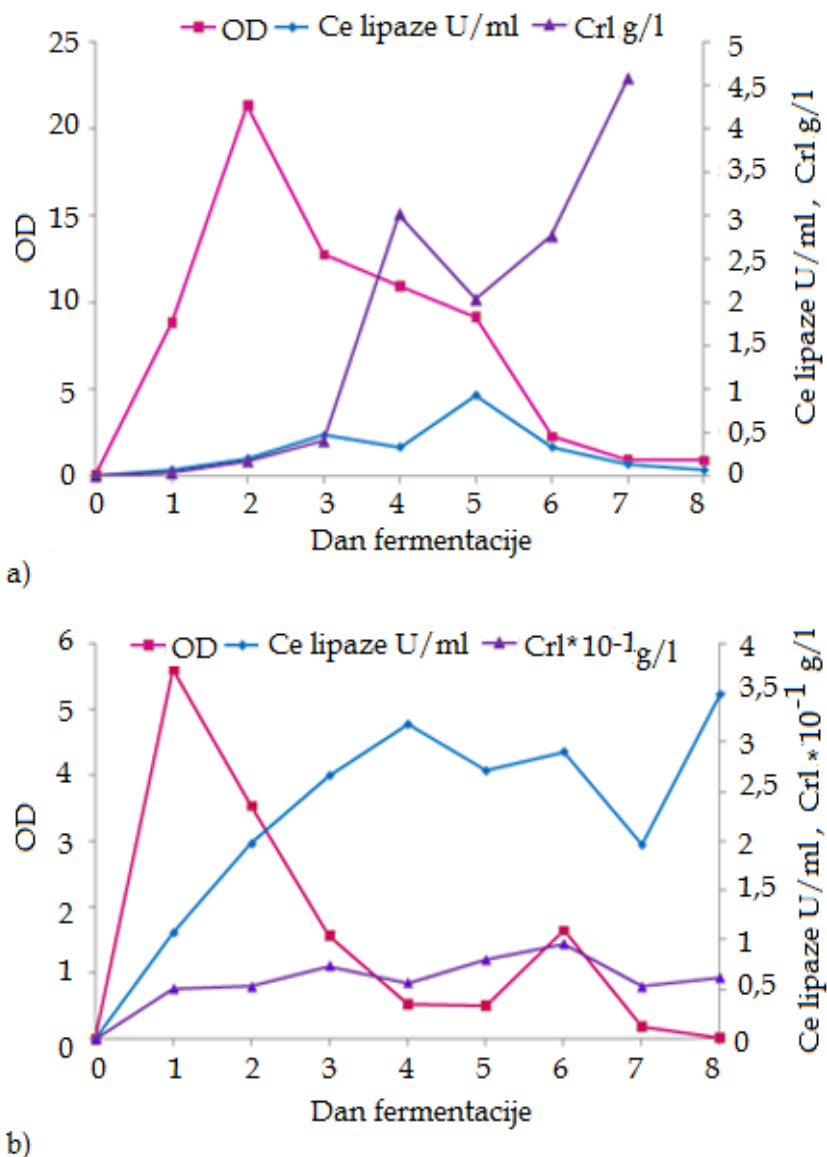 OD Ce lipaze U/ml Crl g/l
25
20
15
10
5
0
OD
5
4,5
4
3,5
3
2,5
2
1,5
1
0,5
0
Ce lipaze U/ml, Crl g/l
0 1 2 3 4 5 6 7 8
Dan fermentacije
a)
OD Ce lipaze U/ml Crl*10-1g/l
6
5
4
3
2
1
0
OD
4
3,5
3
2,5
2
1,5
1
0,5
0
Ce lipaze U/ml, Crl *10-1 g/l
0 1 2 3 4 5 6 7 8
Dan fermentacije
b)